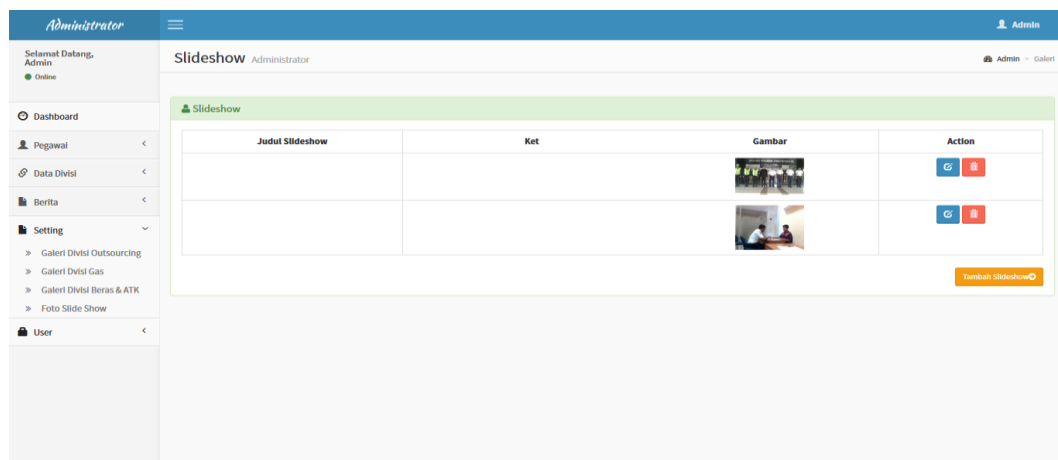 Administrator
Admin
Selamat Datang,
Admin
Online
Slideshow Administrator
Admin > Galeri
Dashboard
Pegawai
Data Divisi
Berita
Setting
Galeri Divisi Outsourcing
Galeri Dvisi Gas
Galeri Divisi Beras & ATK
Foto Slide Show
User
Slideshow
Judul Slideshow Ket Gambar Action
Tambah Slideshow